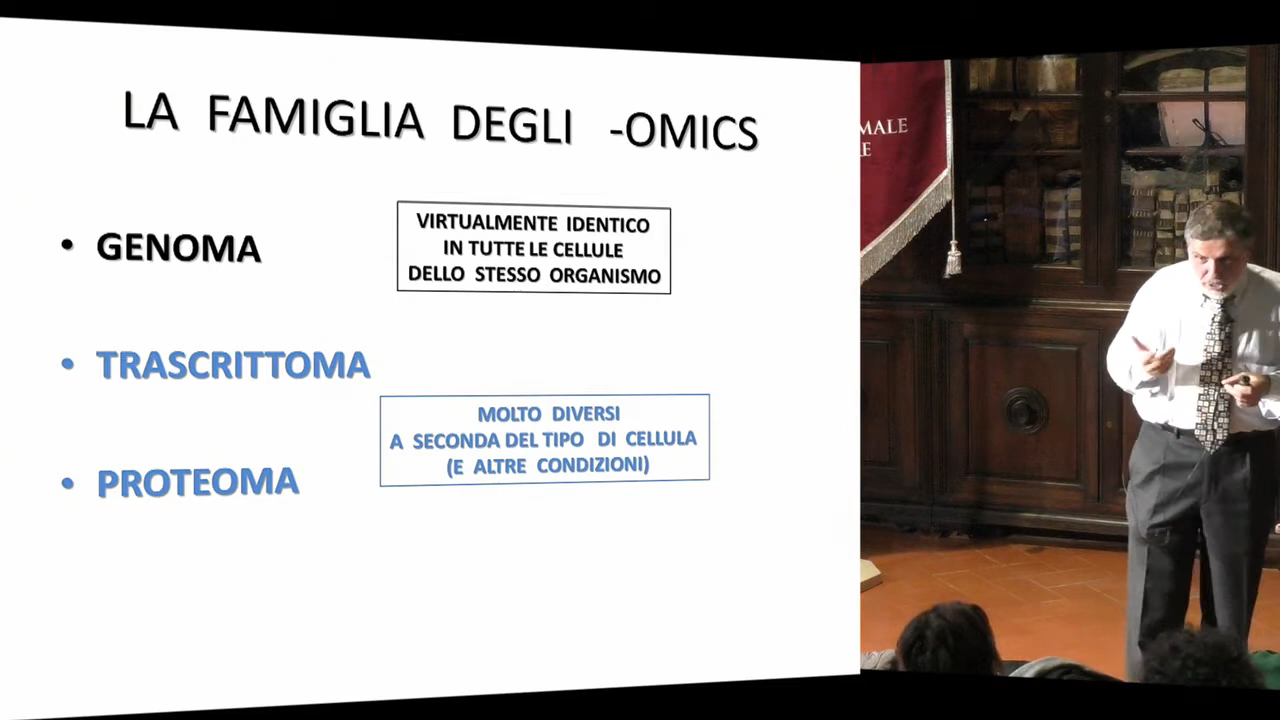 LA FAMIGLIA DEGLI -OMICS
• GENOMA
VIRTUALMENTE IDENTICO
IN TUTTE LE CELLULE
DELLO STESSO ORGANISMO
• TRASCRITTOMA
MOLTO DIVERSI
A SECONDA DEL TIPO DI CELLULA
(E ALTRE CONDIZIONI)
• PROTEOMA
MALE
E